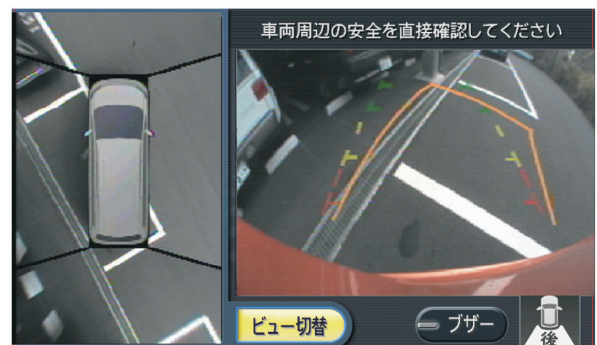 車両周辺の安全を直接確認してください
ビュー切替
ブザー
後